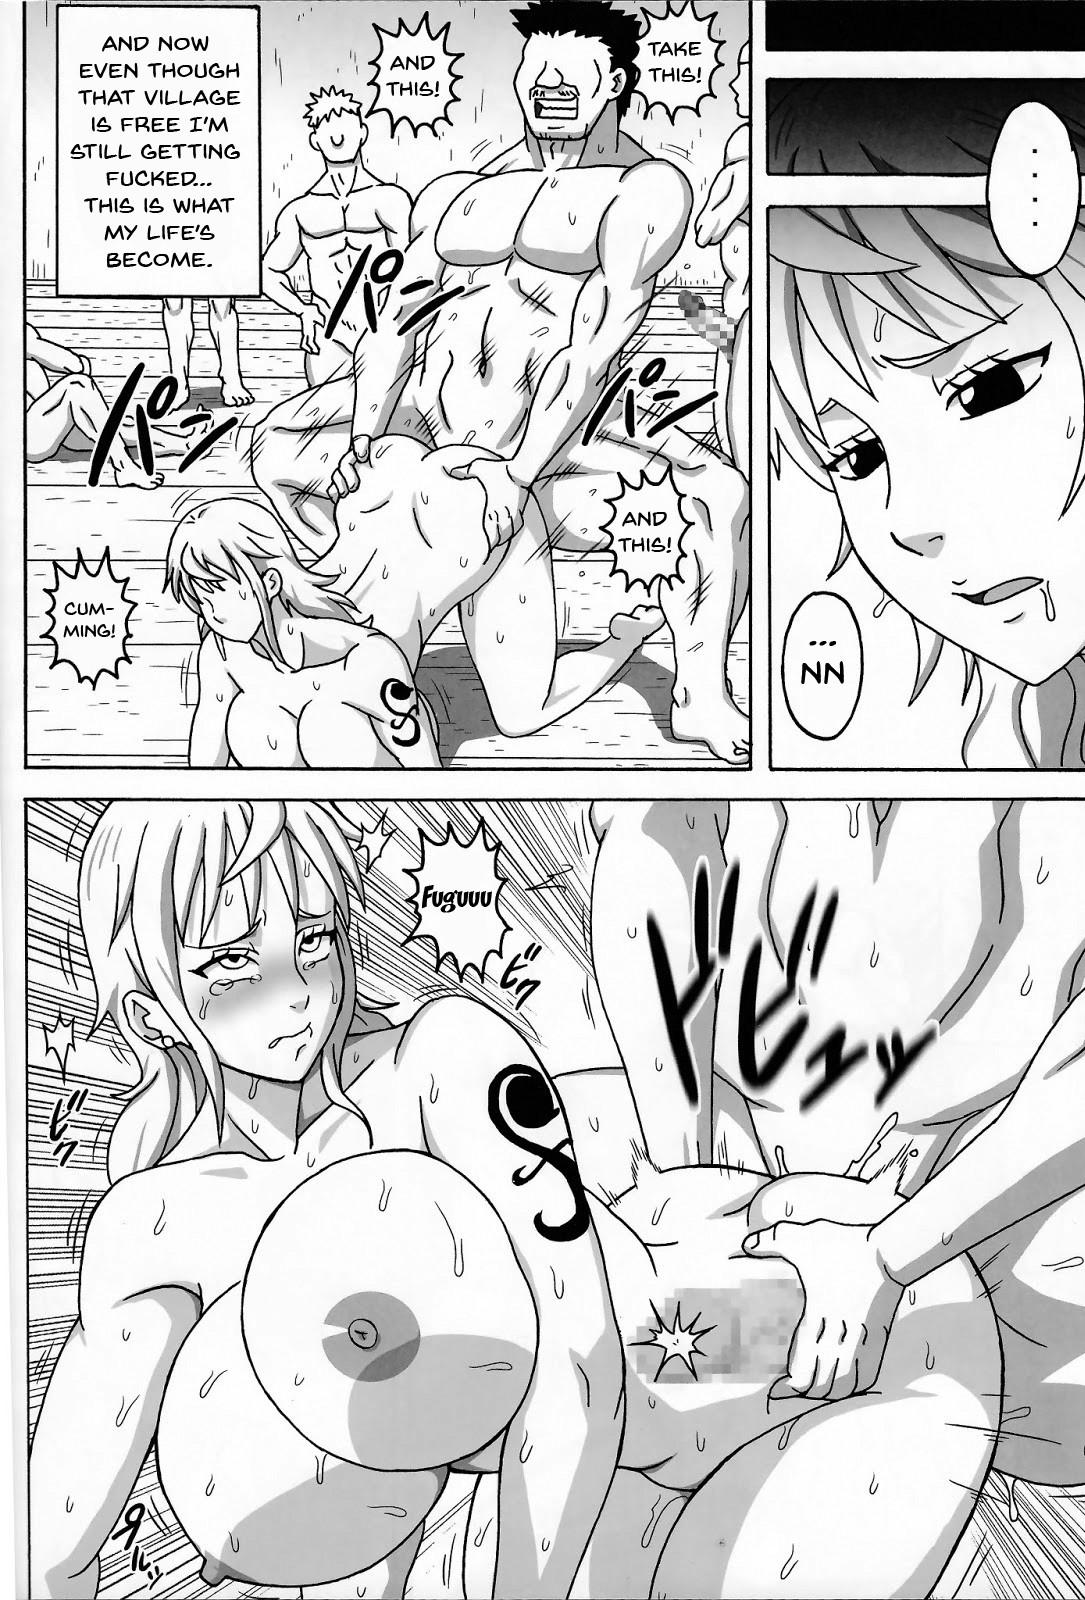 . . . .
...
NN
TAKE
THIS!
AND
THIS!
AND NOW
EVEN THOUGH
THAT VILLAGE
IS FREE I'M
STILL GETTING
FUCKED...
THIS IS WHAT
MY LIFE'S
BECOME.
パン
パン
パン
AND
THIS!
CUM-
MING!
ドビュッ
Fuguuu
ビク
ビク